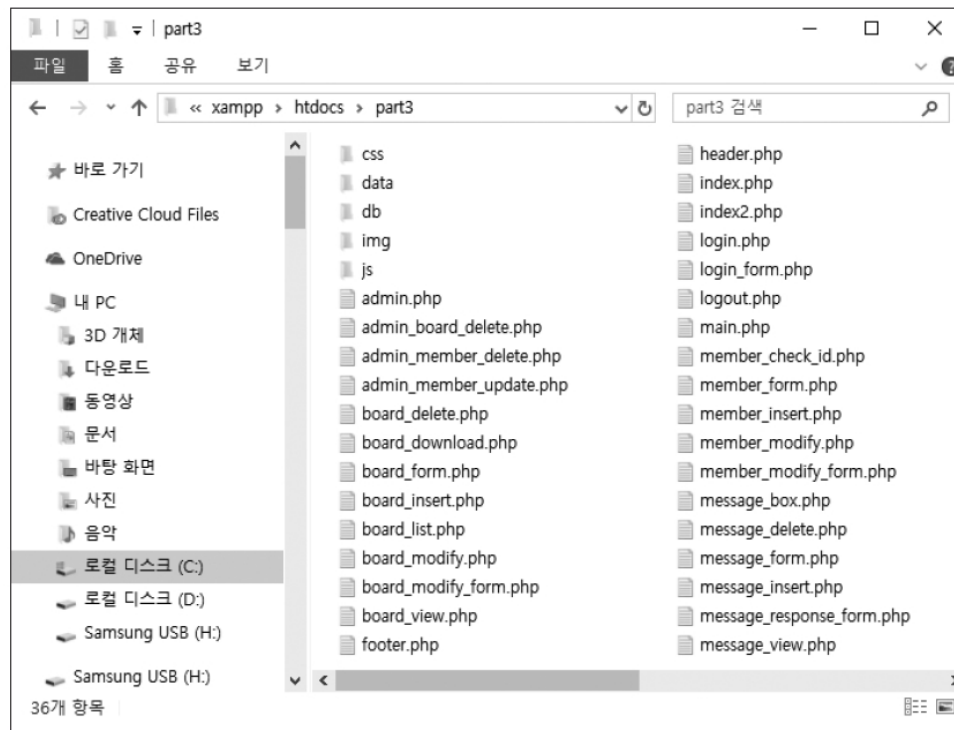 part3
파일 홈 공유 보기
« xampp > htdocs > part3
part3 검색
바로 가기
Creative Cloud Files
OneDrive
내 PC
3D 개체
다운로드
동영상
문서
바탕 화면
사진
음악
로컬 디스크 (C:)
로컬 디스크 (D:)
Samsung USB (H:)
Samsung USB (H:)
css
data
db
img
js
admin.php
admin_board_delete.php
admin_member_delete.php
admin_member_update.php
board_delete.php
board_download.php
board_form.php
board_insert.php
board_list.php
board_modify.php
board_modify_form.php
board_view.php
footer.php
header.php
index.php
index2.php
login.php
login_form.php
logout.php
main.php
member_check_id.php
member_form.php
member_insert.php
member_modify.php
member_modify_form.php
message_box.php
message_delete.php
message_form.php
message_insert.php
message_response_form.php
message_view.php
36개 항목